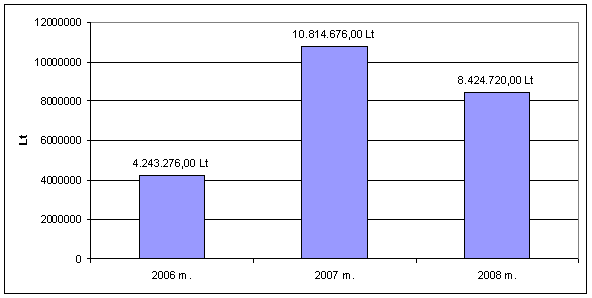 12000000
10.814.676,00 Lt
10000000
8.424.720,00 Lt
8000000
6000000
4.243.276,00 Lt
4000000
2000000
0
Lt
2006 m.
2007 m.
2008 m.